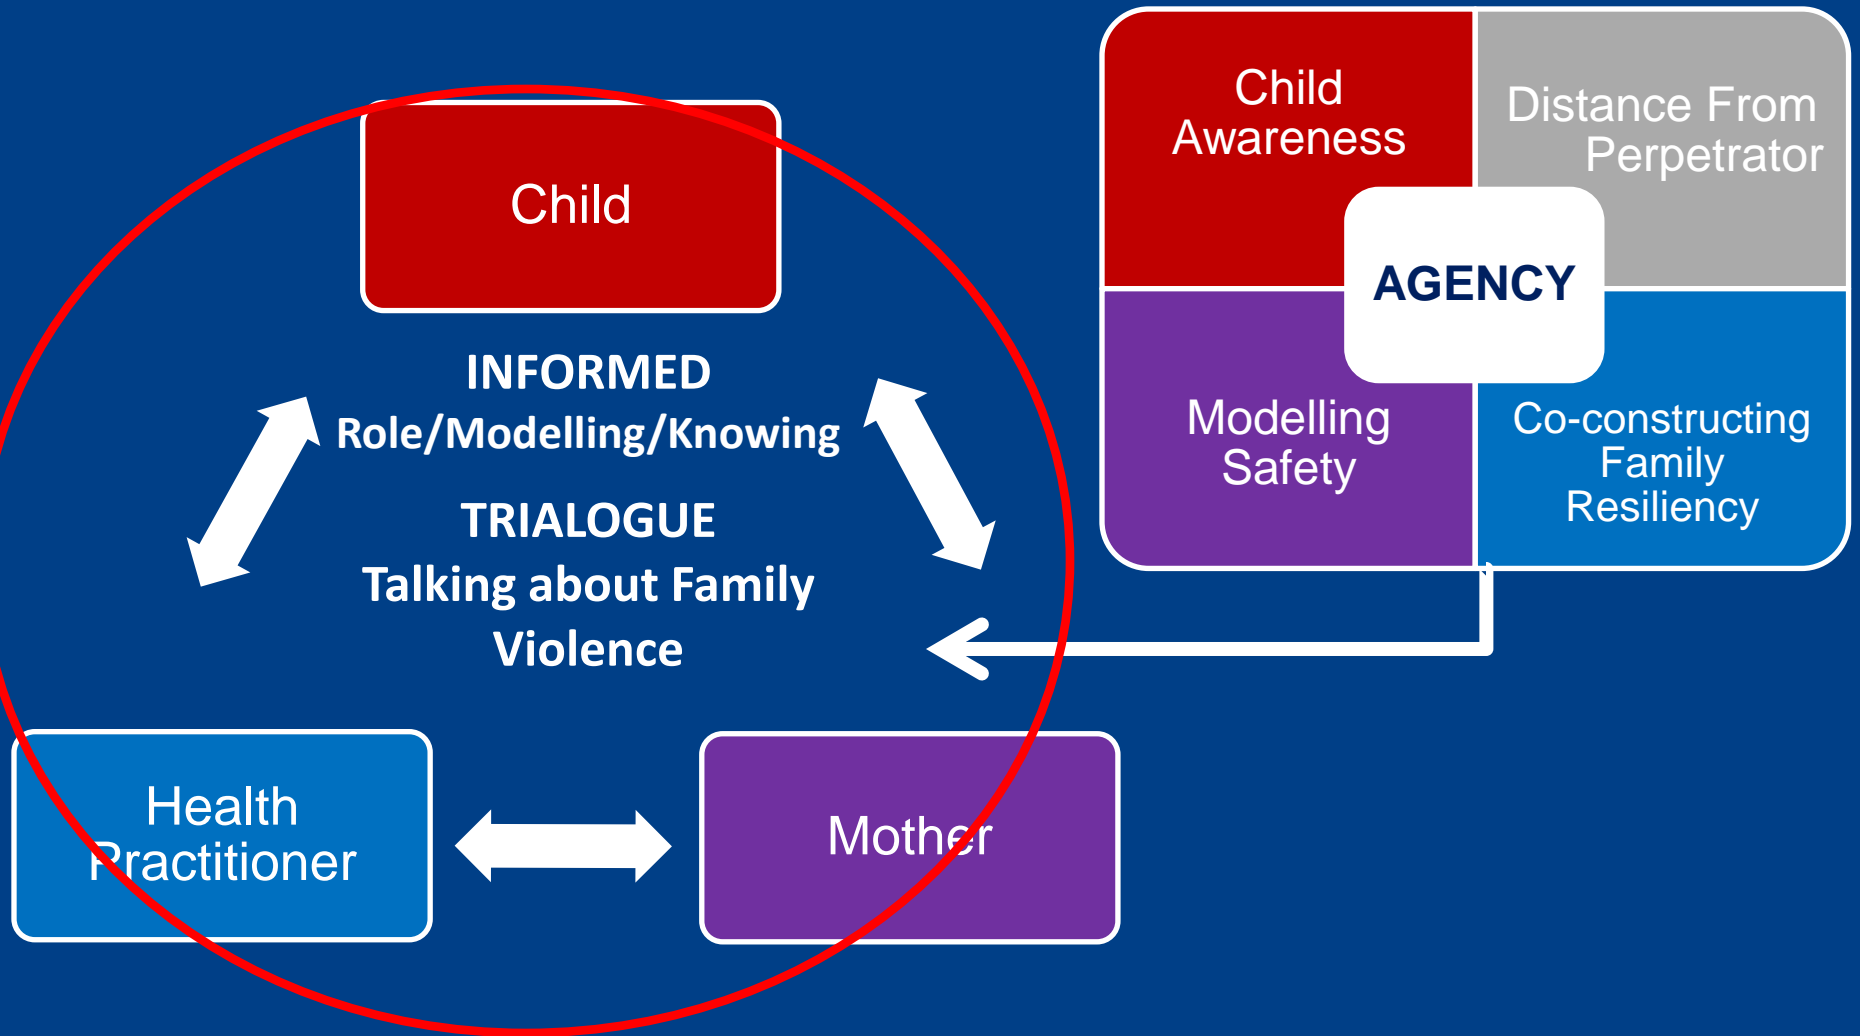 Child
INFORMED
Role/Modelling/Knowing
TRIALOGUE
Talking about Family
Violence
Health
Practitioner
Mother
Child
Awareness
Distance From
Perpetrator
AGENCY
Modelling
Safety
Co-constructing
Family
Resiliency